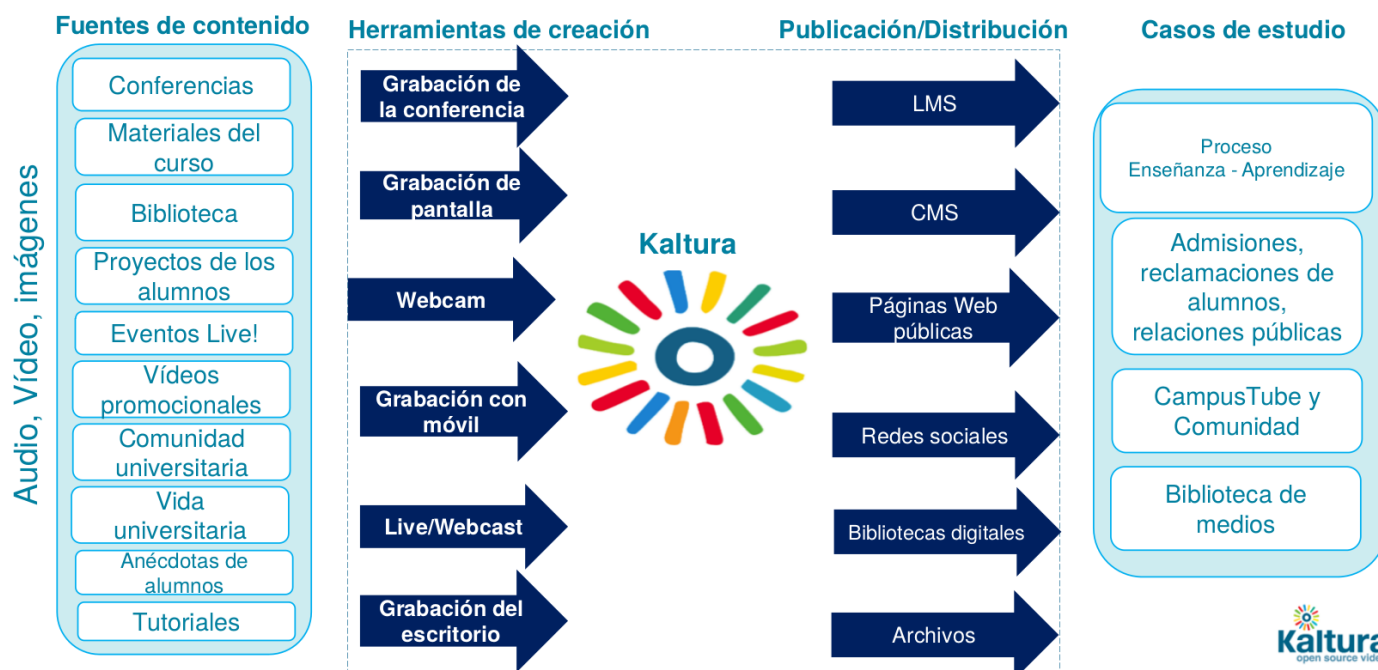 Fuentes de contenido
Audio, Vídeo, imágenes
Conferencias
Materiales del
curso
Biblioteca
Proyectos de los
alumnos
Eventos Live!
Vídeos
promocionales
Comunidad
universitaria
Vida
universitaria
Anécdotas de
alumnos
Tutoriales
Herramientas de creación
Grabación de
la conferencia
Grabación de
pantalla
Webcam
Grabación con
móvil
Live/Webcast
Grabación del
escritorio
Kaltura
Publicación/Distribución
LMS
CMS
Páginas Web
públicas
Redes sociales
Bibliotecas digitales
Archivos
Casos de estudio
Proceso
Enseñanza - Aprendizaje
Admisiones,
reclamaciones de
alumnos,
relaciones públicas
CampusTube y
Comunidad
Biblioteca de
medios
Kaltura
open source vide